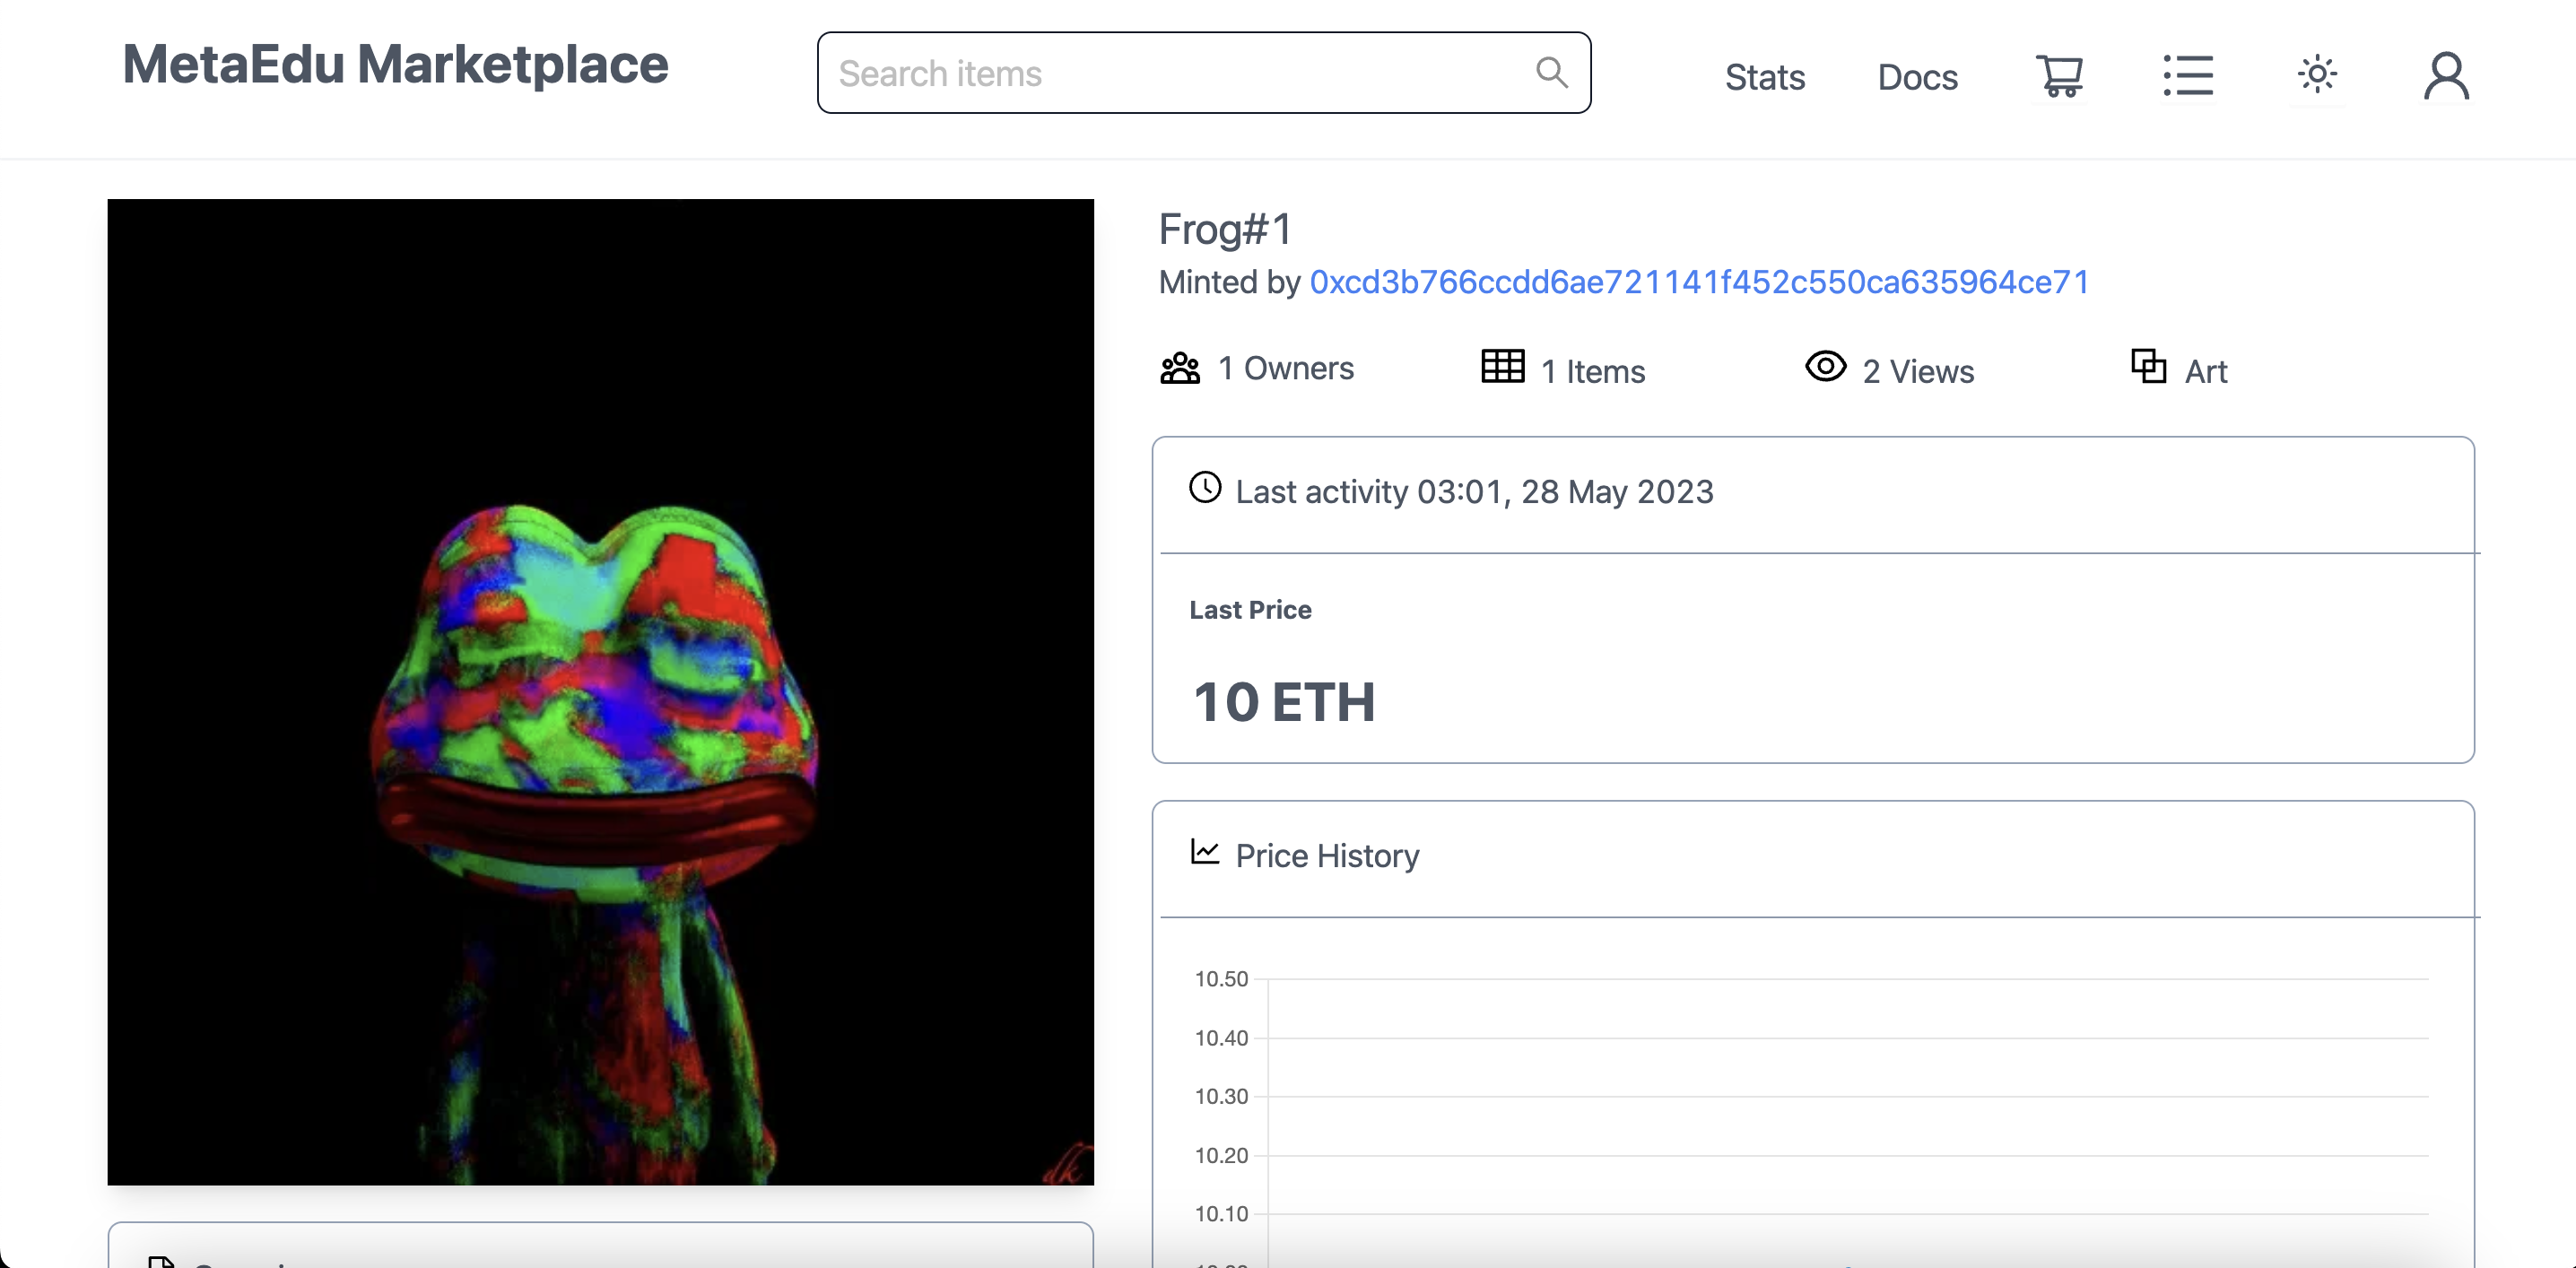 MetaEdu Marketplace
Search items
Stats
Docs
Frog#1
Minted by 0xcd3b766ccdd6ae721141f452c550ca635964ce71
1 Owners
1 Items
2 Views
Art
Last activity 03:01, 28 May 2023
Last Price
10 ETH
Price History
10.50
10.40
10.30
10.20
10.10
dk